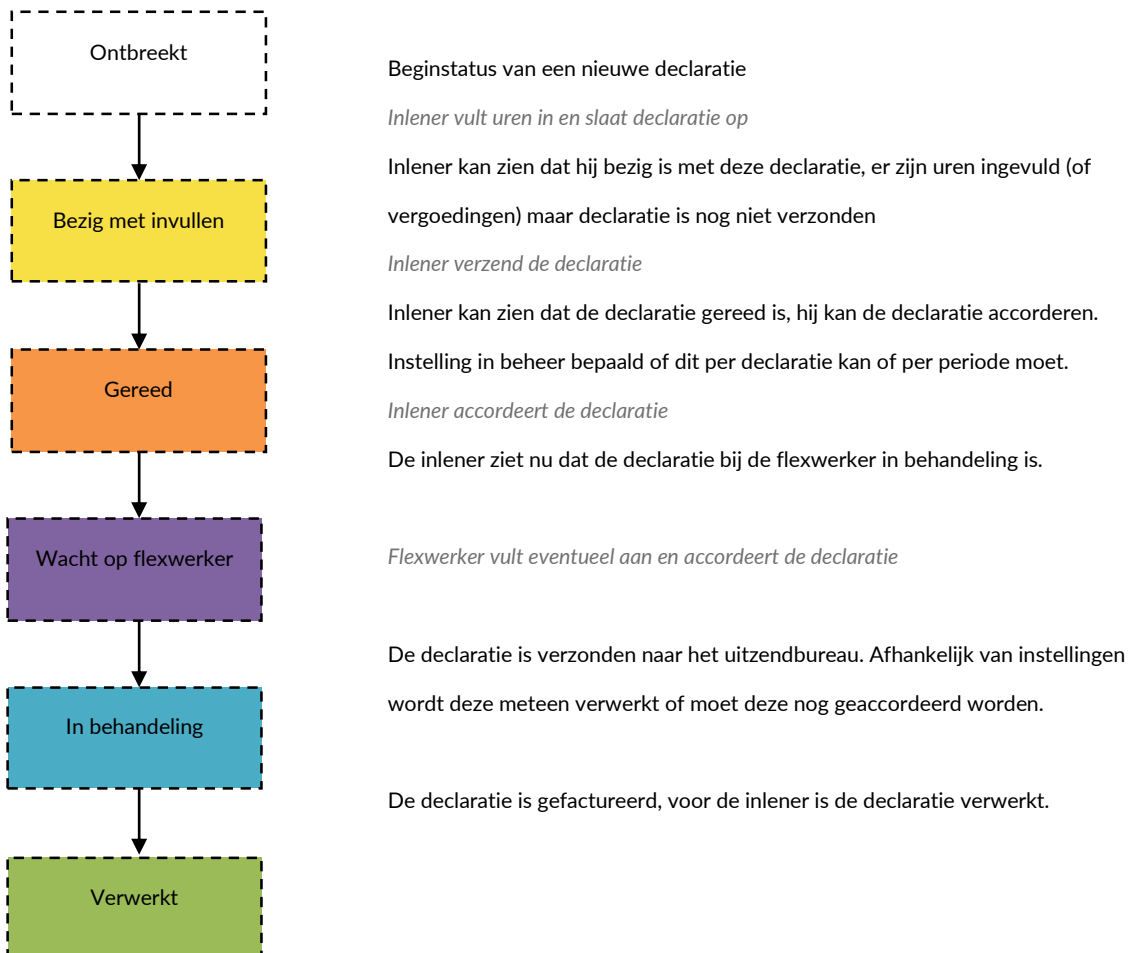 Ontbreekt
Beginstatus van een nieuwe declaratie
Inlener vult uren in en slaat declaratie op
Inlener kan zien dat hij bezig is met deze declaratie, er zijn uren ingevuld (of
vergoedingen) maar declaratie is nog niet verzonden
Bezig met invullen
Inlener verzend de declaratie
Inlener kan zien dat de declaratie gereed is, hij kan de declaratie accorderen.
Instelling in beheer bepaald of dit per declaratie kan of per periode moet.
Gereed
Inlener accordeert de declaratie
De inlener ziet nu dat de declaratie bij de flexwerker in behandeling is.
Wacht op flexwerker
Flexwerker vult eventueel aan en accordeert de declaratie
De declaratie is verzonden naar het uitzendbureau. Afhankelijk van instellingen
wordt deze meteen verwerkt of moet deze nog geaccordeerd worden.
In behandeling
De declaratie is gefactureerd, voor de inlener is de declaratie verwerkt.
Verwerkt